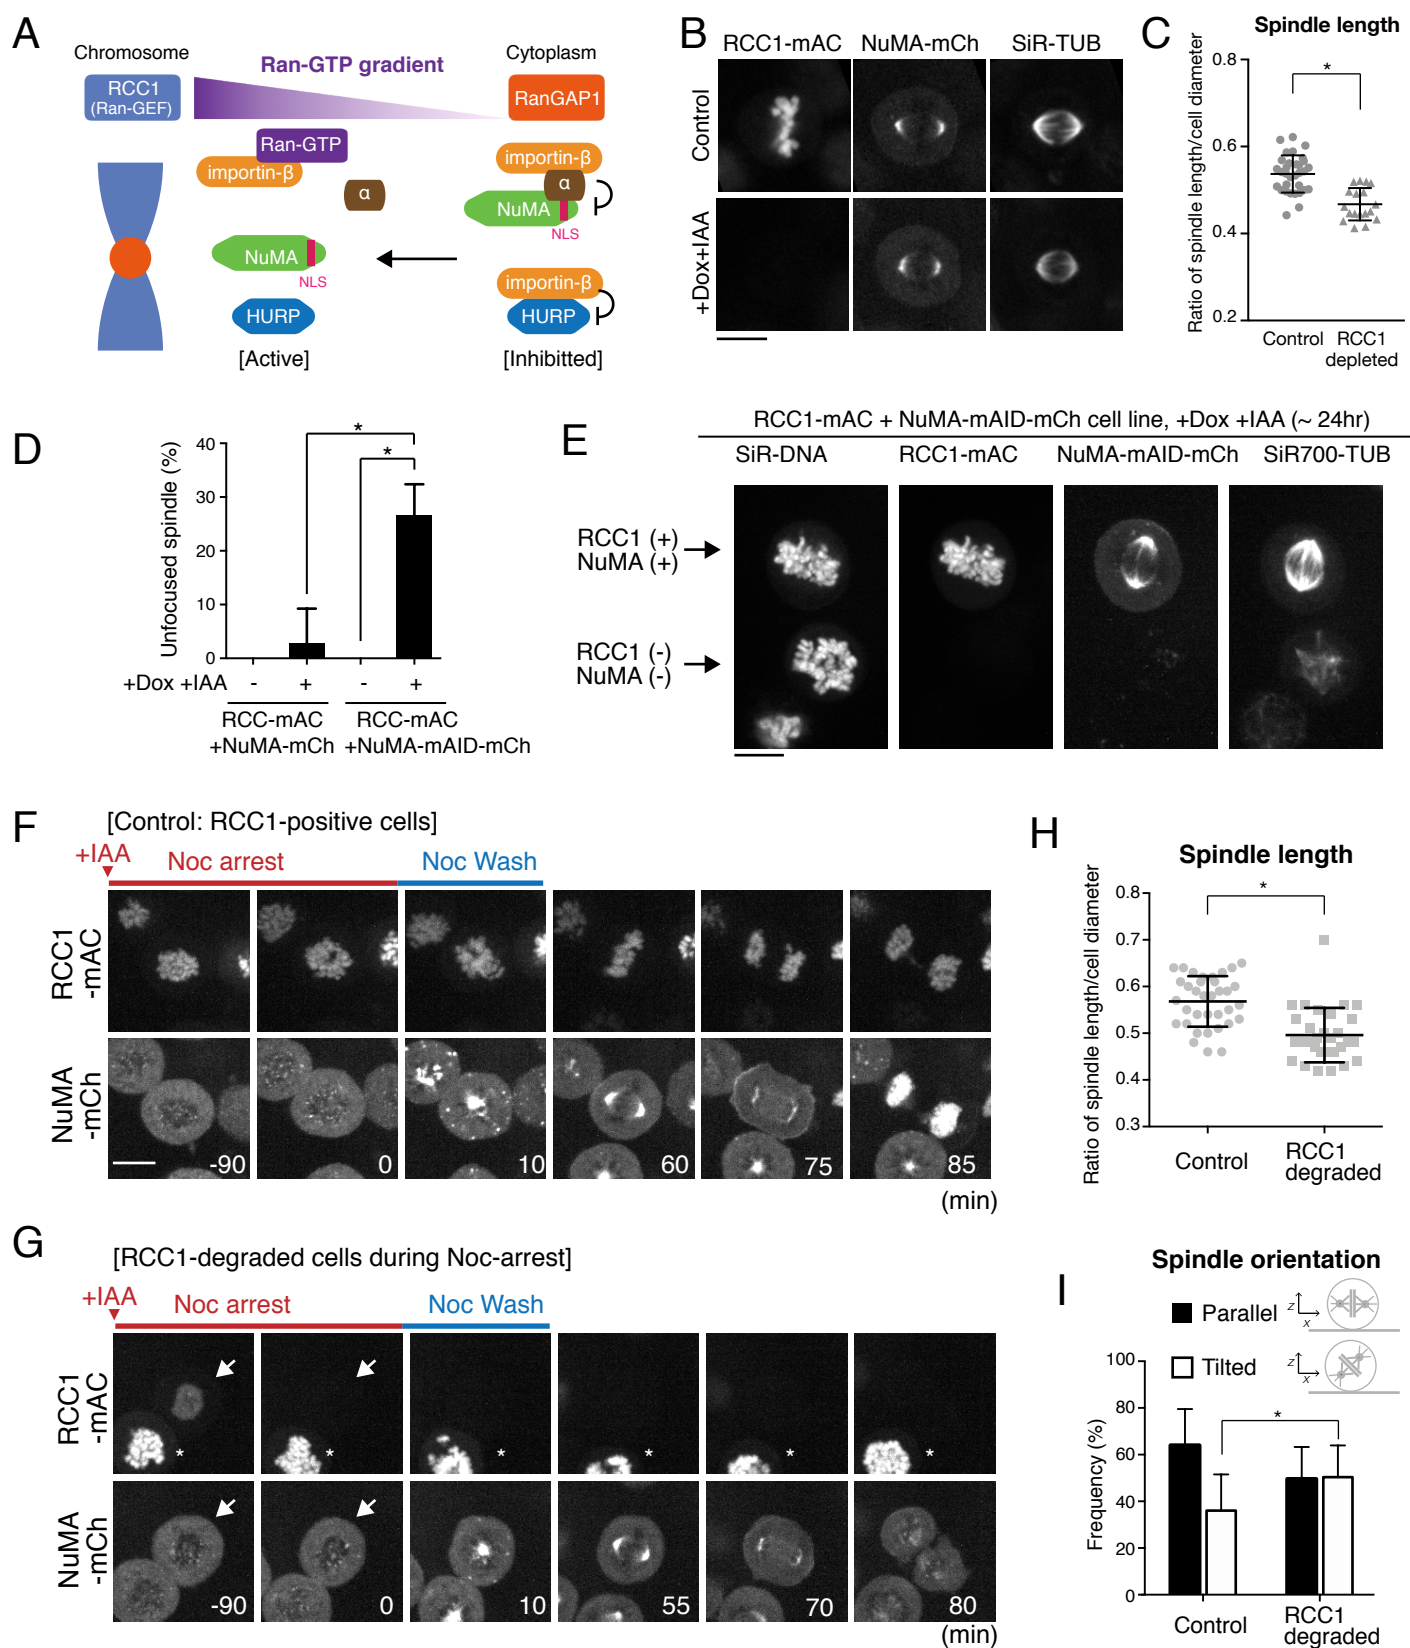 A
Chromosome
Cytoplasm
Ran-GTP gradient
RCC1
(Ran-GEF)
RanGAP1
Ran-GTP
importin-β
α
importin-β
α
NuMA
NLS
NuMA
NLS
importin-β
HURP
HURP
[Active]
[Inhibitted]
B
RCC1-mAC
NuMA-mCh
SiR-TUB
Control
+Dox+IAA
C
Spindle length
Ratio of spindle length/cell diameter
0.8
0.6
0.4
0.2
*
Control
RCC1
depleted
D
Unfocused spindle (%)
40
30
20
10
0
*
*
+Dox +IAA
-
+
-
+
RCC-mAC
+NuMA-mCh
RCC-mAC
+NuMA-mAID-mCh
E
RCC1-mAC + NuMA-mAID-mCh cell line, +Dox +IAA (~ 24hr)
SiR-DNA
RCC1-mAC
NuMA-mAID-mCh
SiR700-TUB
RCC1 (+)
NuMA (+)
RCC1 (-)
NuMA (-)
F
[Control: RCC1-positive cells]
+IAA
Noc arrest
Noc Wash
RCC1
-mAC
NuMA
-mCh
-90
0
10
60
75
85
(min)
G
[RCC1-degraded cells during Noc-arrest]
+IAA
Noc arrest
Noc Wash
RCC1
-mAC
*
*
*
*
*
*
NuMA
-mCh
-90
0
10
55
70
80
(min)
H
Spindle length
Ratio of spindle length/cell diameter
0.8
0.7
0.6
0.5
0.4
0.3
*
Control
RCC1
degraded
I
Spindle orientation
Parallel
z
x
Tilted
z
x
Frequency (%)
100
80
60
40
20
0
*
Control
RCC1
degraded